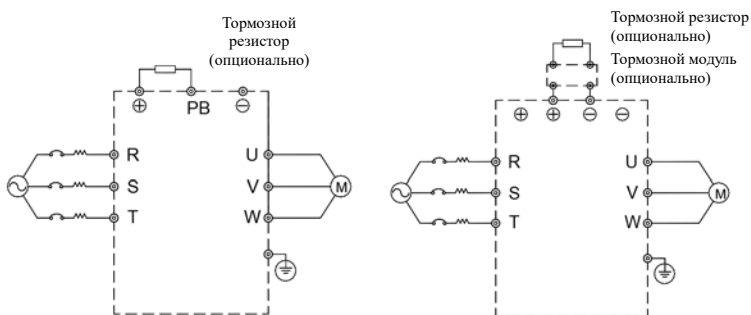 Тормозной
резистор
(опционально)
⊕ PB ⊖
R U
S V M
T W
Тормозной резистор
(опционально)
Тормозной модуль
(опционально)
⊕ ⊕ ⊖ ⊖
R U
S V M
T W